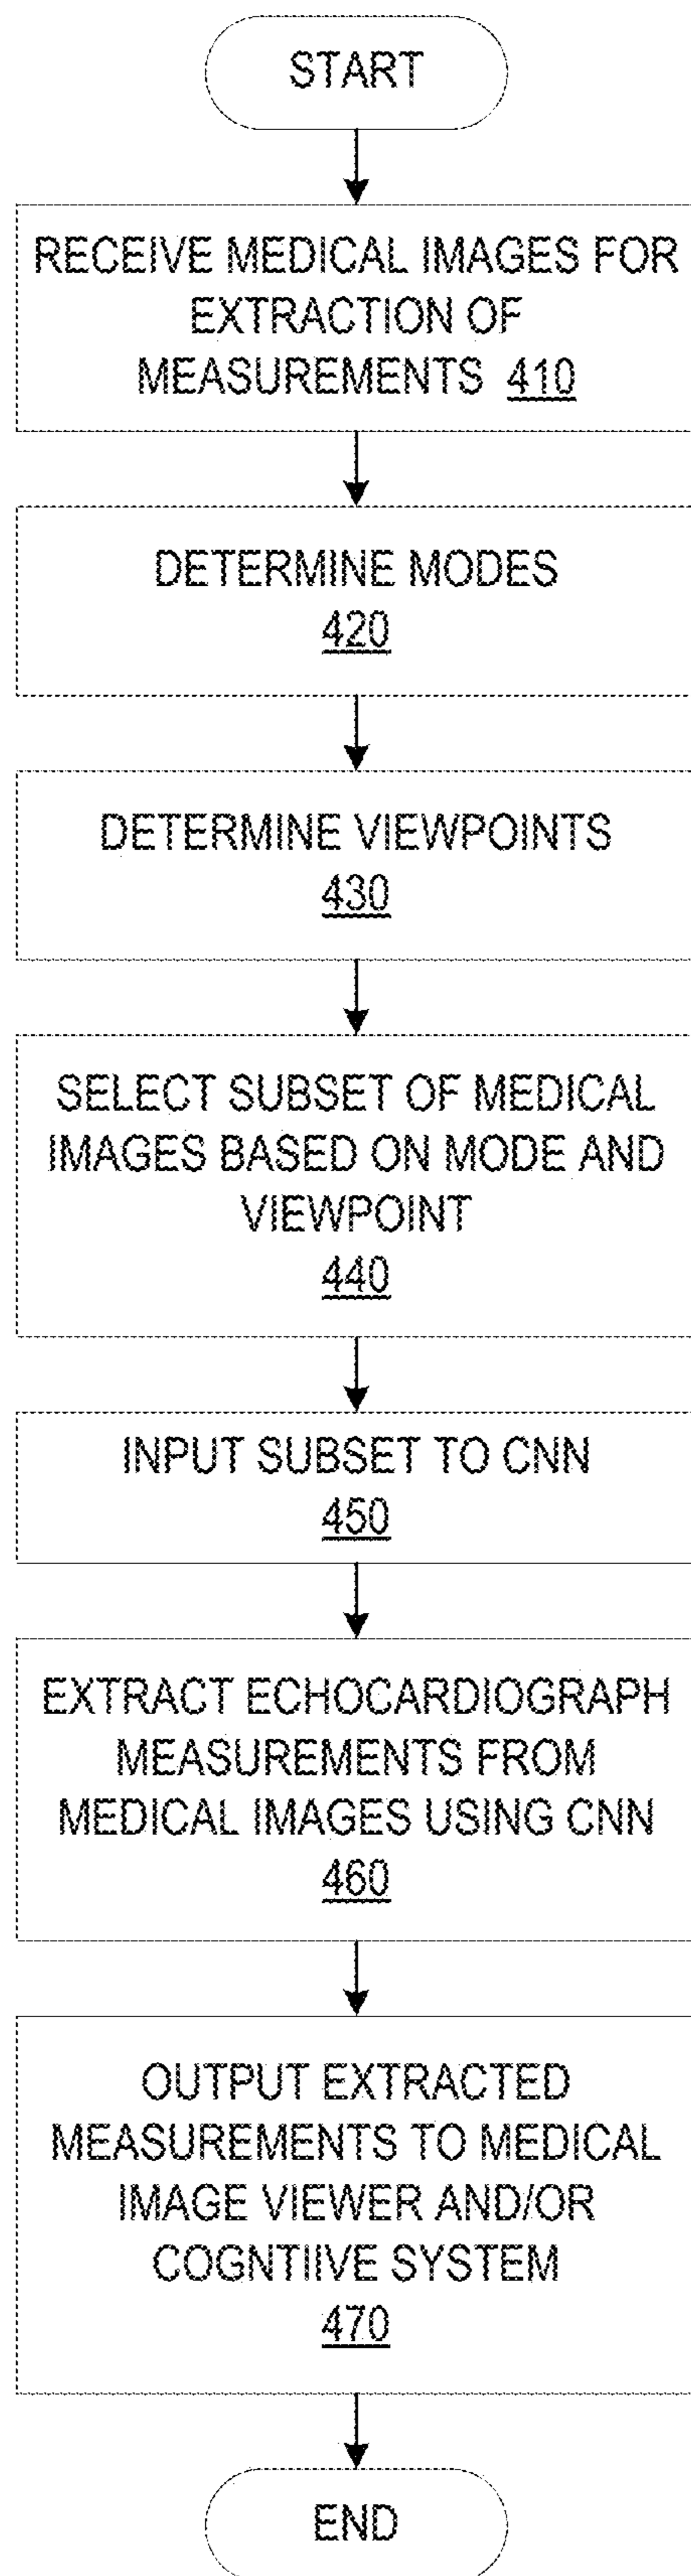 START
RECEIVE MEDICAL IMAGES FOR
EXTRACTION OF
MEASUREMENTS 410
DETERMINE MODES
420
DETERMINE VIEWPOINTS
430
SELECT SUBSET OF MEDICAL
IMAGES BASED ON MODE AND
VIEWPOINT
440
INPUT SUBSET TO CNN
450
EXTRACT ECHOCARDIOGRAPH
MEASUREMENTS FROM
MEDICAL IMAGES USING CNN
460
OUTPUT EXTRACTED
MEASUREMENTS TO MEDICAL
IMAGE VIEWER AND/OR
COGNTIIVE SYSTEM
470
END